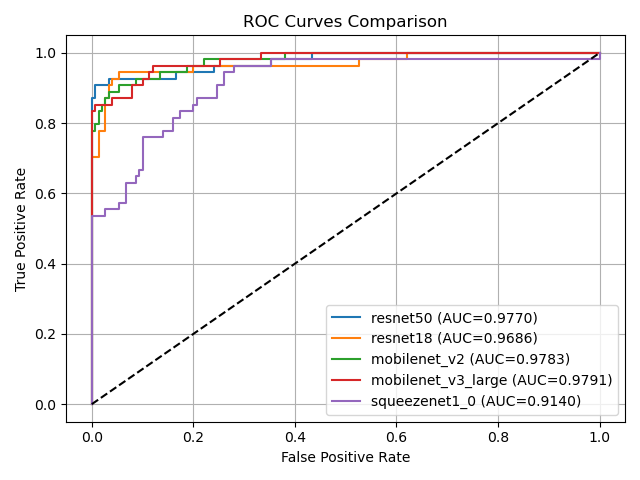 ROC Curves Comparison
1.0
0.8
0.6
0.4
0.2
0.0
True Positive Rate
resnet50 (AUC=0.9770)
resnet18 (AUC=0.9686)
mobilenet_v2 (AUC=0.9783)
mobilenet_v3_large (AUC=0.9791)
squeezenet1_0 (AUC=0.9140)
0.0 0.2 0.4 0.6 0.8 1.0
False Positive Rate